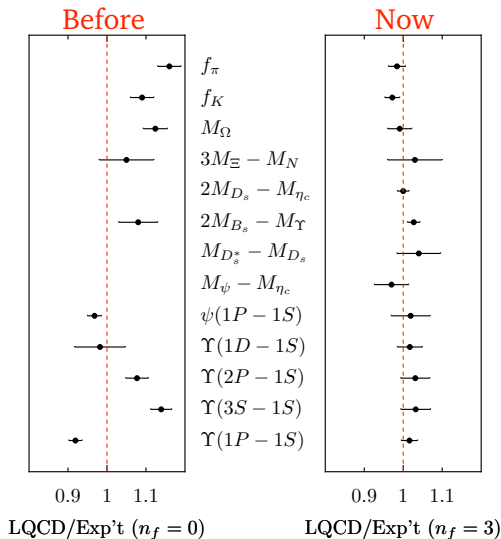 Before Now
f_π
f_K
M_Ω
3M_Ξ − M_N
2M_{D_s} − M_{η_c}
2M_{B_s} − M_Υ
M_{D_s^*} − M_{D_s}
M_ψ − M_{η_c}
ψ(1P − 1S)
Υ(1D − 1S)
Υ(2P − 1S)
Υ(3S − 1S)
Υ(1P − 1S)
0.9 1 1.1 0.9 1 1.1
LQCD/Exp't (n_f = 0) LQCD/Exp't (n_f = 3)